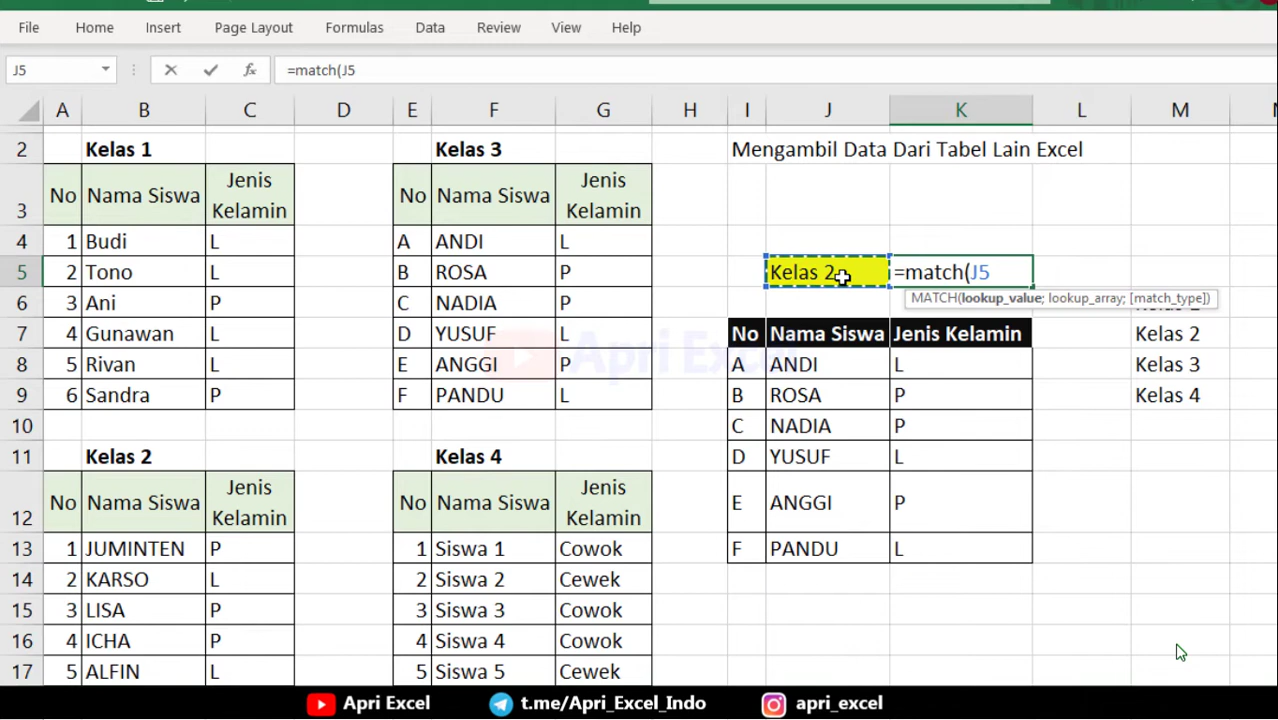 File Home Insert Page Layout Formulas Data Review View Help
J5 fx =match(J5
A B C D E F G H I J K L M
2 Kelas 1 Kelas 3 Mengambil Data Dari Tabel Lain Excel
3 No Nama Siswa Jenis Kelamin No Nama Siswa Jenis Kelamin
4 1 Budi L A ANDI L
5 2 Tono L B ROSA P Kelas 2 =match(J5
MATCH(lookup_value; lookup_array; [match_type])
6 3 Ani P C NADIA P
7 4 Gunawan L D YUSUF L No Nama Siswa Jenis Kelamin Kelas 2
8 5 Rivan L E ANGGI P A ANDI L Kelas 3
9 6 Sandra P F PANDU L B ROSA P Kelas 4
Apri Excel
10 C NADIA P
11 Kelas 2 Kelas 4 D YUSUF L
12 No Nama Siswa Jenis Kelamin No Nama Siswa Jenis Kelamin E ANGGI P
13 1 JUMINTEN P 1 Siswa 1 Cowok F PANDU L
14 2 KARSO L 2 Siswa 2 Cewek
15 3 LISA P 3 Siswa 3 Cowok
16 4 ICHA P 4 Siswa 4 Cowok
17 5 ALFIN L 5 Siswa 5 Cewek
Apri Excel t.me/Apri_Excel_Indo apri_excel